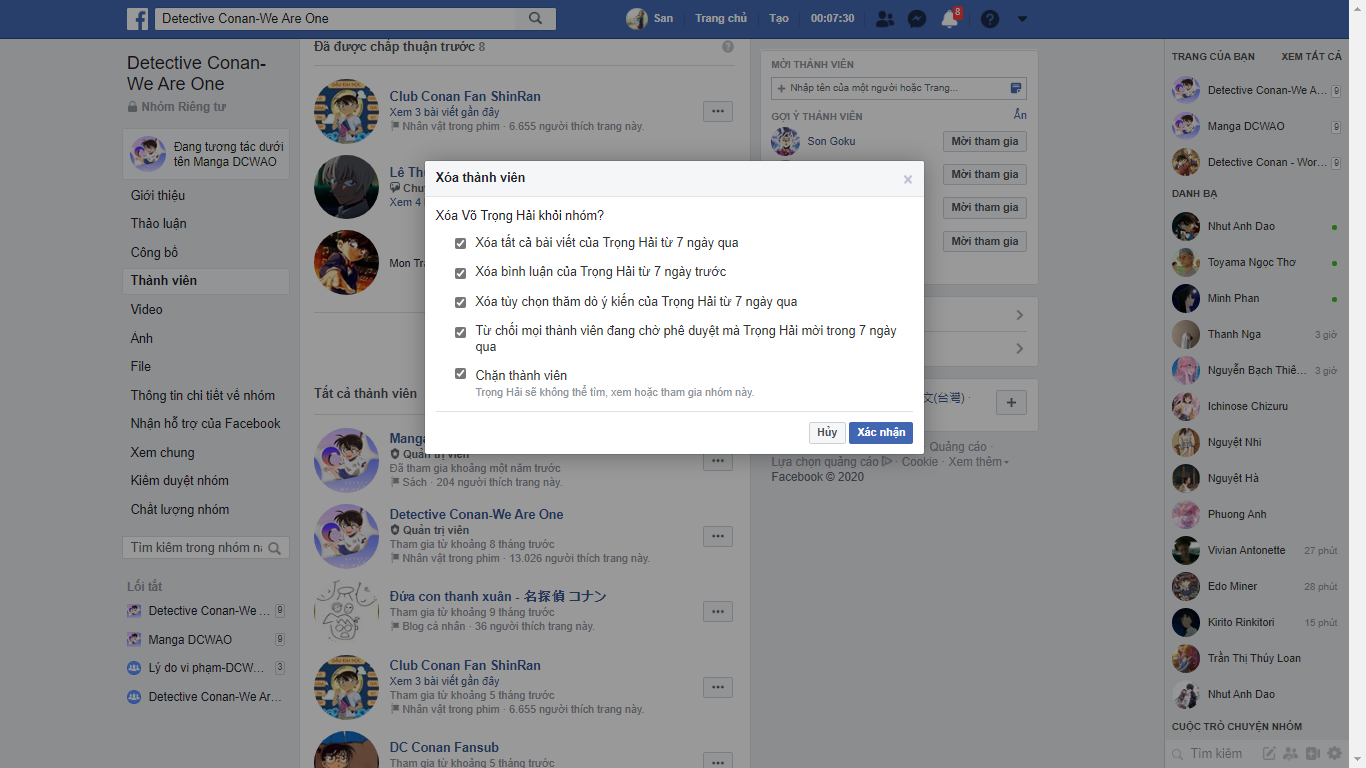 Detective Conan-We Are One
San
Trang chủ
Tạo
00:07:30
8
Detective Conan-
We Are One
Nhóm Riêng tư
Đang tương tác dưới
tên Manga DCWAO
Giới thiệu
Thảo luận
Công bố
Thành viên
Video
Ảnh
File
Thông tin chi tiết về nhóm
Nhận hỗ trợ của Facebook
Xem chung
Kiểm duyệt nhóm
Chất lượng nhóm
Tìm kiếm trong nhóm
Lối tắt
Detective Conan-We ... 9
Manga DCWAO 9
Lý do vi phạm-DCW... 3
Detective Conan-We Ar...
Đã được chấp thuận trước 8
Club Conan Fan ShinRan
Xem 3 bài viết gần đây
Nhân vật trong phim · 6.655 người thích trang này.
Lê Th
Xem 4
Mon Tr
Tất cả thành viên
Manga
Quản trị viên
Đã tham gia khoảng một năm trước
Sách · 204 người thích trang này.
Detective Conan-We Are One
Quản trị viên
Tham gia từ khoảng 8 tháng trước
Nhân vật trong phim · 13.026 người thích trang này.
Đứa con thanh xuân - 名探偵 コナン
Tham gia từ khoảng 9 tháng trước
Blog cá nhân · 36 người thích trang này.
Club Conan Fan ShinRan
Xem 3 bài viết gần đây
Tham gia từ khoảng 5 tháng trước
Nhân vật trong phim · 6.655 người thích trang này.
DC Conan Fansub
Tham gia từ khoảng 5 tháng trước
Xóa thành viên
Xóa Võ Trọng Hải khỏi nhóm?
Xóa tất cả bài viết của Trọng Hải từ 7 ngày qua
Xóa bình luận của Trọng Hải từ 7 ngày trước
Xóa tùy chọn thăm dò ý kiến của Trọng Hải từ 7 ngày qua
Từ chối mọi thành viên đang chờ phê duyệt mà Trọng Hải mời trong 7 ngày
qua
Chặn thành viên
Trọng Hải sẽ không thể tìm, xem hoặc tham gia nhóm này.
Hủy
Xác nhận
MỜI THÀNH VIÊN
Nhập tên của một người hoặc Trang...
GỢI Ý THÀNH VIÊN
Ẩn
Son Goku
Mời tham gia
Mời tham gia
Mời tham gia
Mời tham gia
文(台灣) ·
Quảng cáo ·
Lựa chọn quảng cáo · Cookie · Xem thêm
Facebook © 2020
TRANG CỦA BẠN
XEM TẤT CẢ
Detective Conan-We A... 9
Manga DCWAO 9
Detective Conan - Wor... 9
DANH BẠ
Nhut Anh Dao
Toyama Ngọc Thơ
Minh Phan
Thanh Nga 3 giờ
Nguyễn Bạch Thiê... 3 giờ
Ichinose Chizuru
Nguyệt Nhi
Nguyệt Hà
Phuong Anh
Vivian Antonette 27 phút
Edo Miner 28 phút
Kirito Rinkitori 15 phút
Trần Thị Thúy Loan
Nhut Anh Dao
CUỘC TRÒ CHUYỆN NHÓM
Tìm kiếm